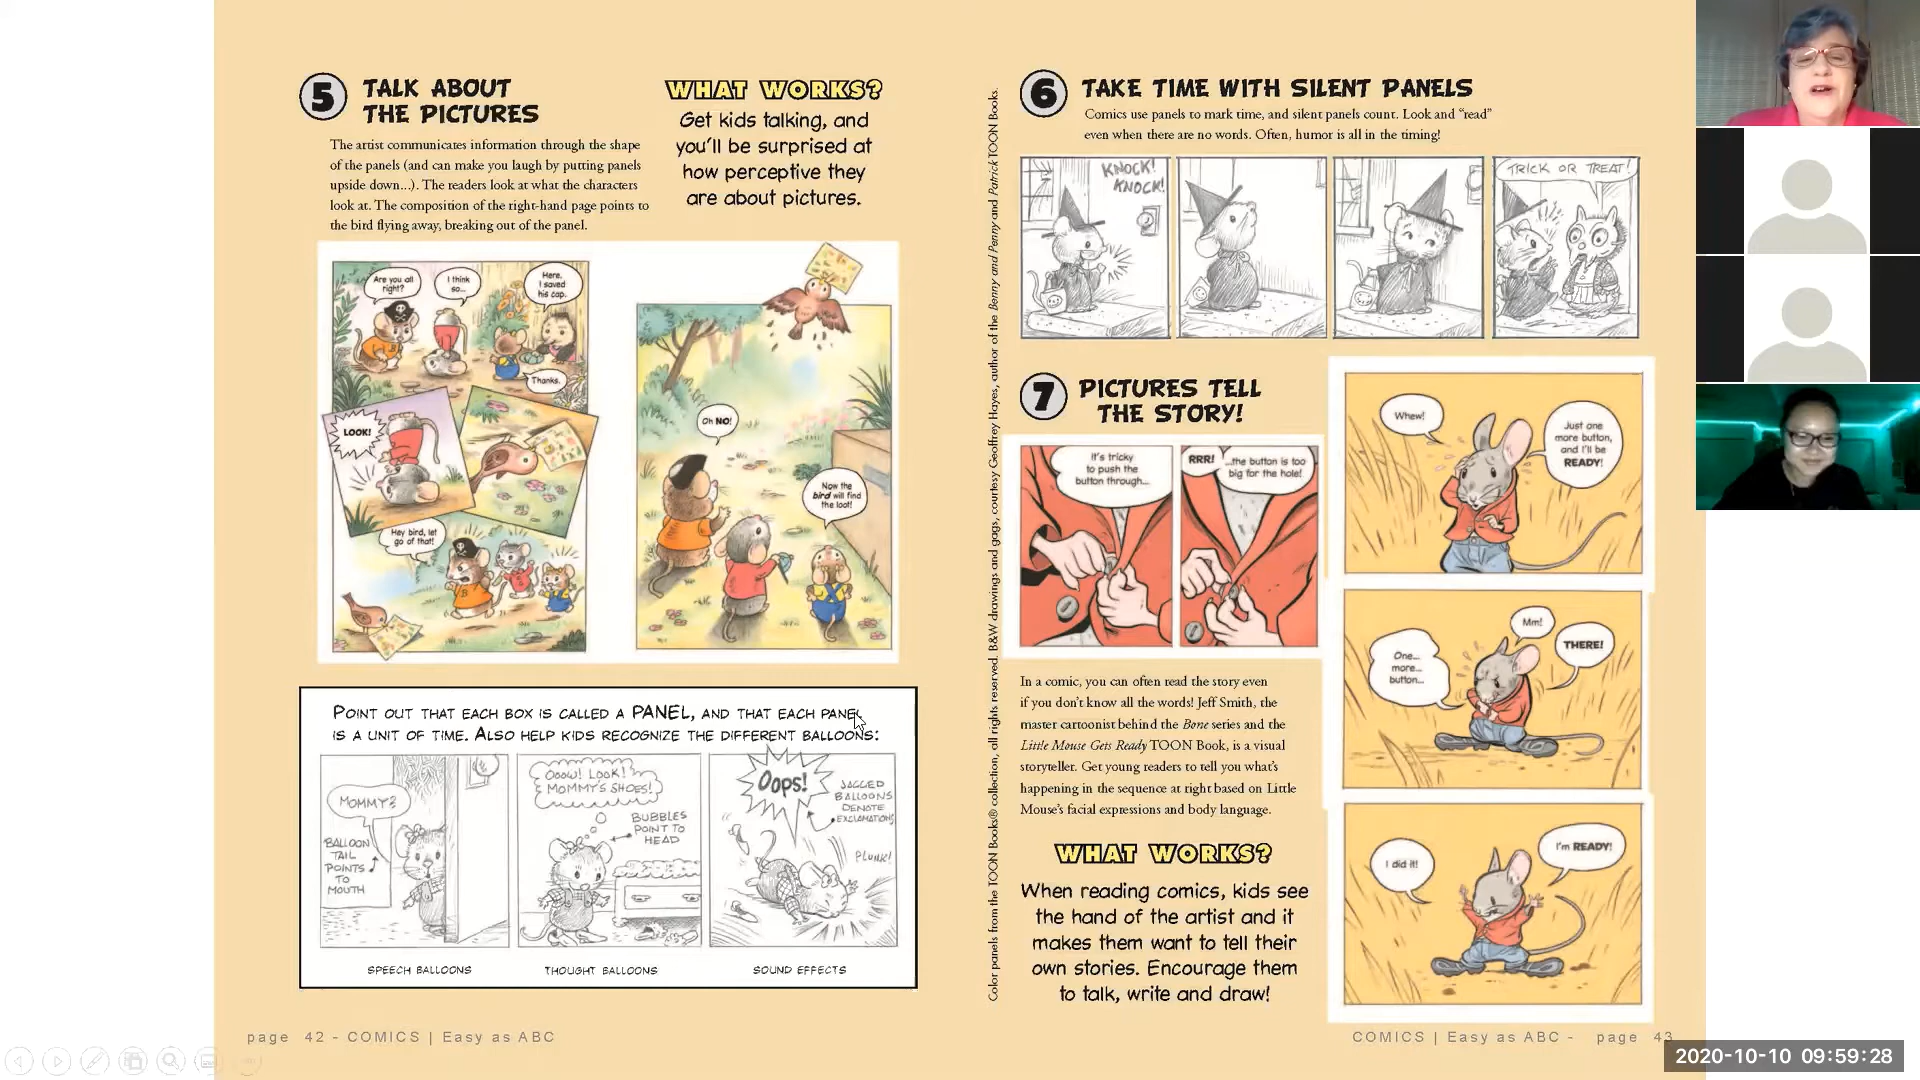 5
TALK ABOUT
THE PICTURES
The artist communicates information through the shape
of the panels (and can make you laugh by putting panels
upside down...). The readers look at what the characters
look at. The composition of the right-hand page points to
the bird flying away, breaking out of the panel.
WHAT WORKS?
Get kids talking, and
you'll be surprised at
how perceptive they
are about pictures.
Are you all
right?
I think
so...
Here,
I saved
his cap.
Thanks.
LOOK!
Hey bird, let
go of that!
Oh NO!
Now the
bird will find
the loot!
POINT OUT THAT EACH BOX IS CALLED A PANEL, AND THAT EACH PANEL
IS A UNIT OF TIME. ALSO HELP KIDS RECOGNIZE THE DIFFERENT BALLOONS:
MOMMY?
BALLOON
TAIL
POINTS
TO
MOUTH
OOOW! LOOK!
MOMMY'S SHOES!
BUBBLES
POINT TO
HEAD
OOPS!
JAGGED
BALLOONS
DENOTE
EXCLAMATIONS
PLUNK!
SPEECH BALLOONS
THOUGHT BALLOONS
SOUND EFFECTS
page 42 - COMICS | Easy as ABC
Color panels from the TOON Books® collection, all rights reserved. B&W drawings and gags, courtesy Geoffrey Hayes, author of the Benny and Penny and Patrick TOON Books.
6
TAKE TIME WITH SILENT PANELS
Comics use panels to mark time, and silent panels count. Look and “read”
even when there are no words. Often, humor is all in the timing!
KNOCK!
KNOCK!
TRICK OR TREAT!
7
PICTURES TELL
THE STORY!
It's tricky
to push the
button through...
RRR! ...the button is too
big for the hole!
In a comic, you can often read the story even
if you don't know all the words! Jeff Smith, the
master cartoonist behind the Bone series and the
Little Mouse Gets Ready TOON Book, is a visual
storyteller. Get young readers to tell you what's
happening in the sequence at right based on Little
Mouse's facial expressions and body language.
WHAT WORKS?
When reading comics, kids see
the hand of the artist and it
makes them want to tell their
own stories. Encourage them
to talk, write and draw!
Whew!
Just one
more button,
and I'll be
READY!
One...
more...
button...
Mm!
THERE!
I did it!
I'm READY!
COMICS | Easy as ABC - page 43
2020-10-10 09:59:28